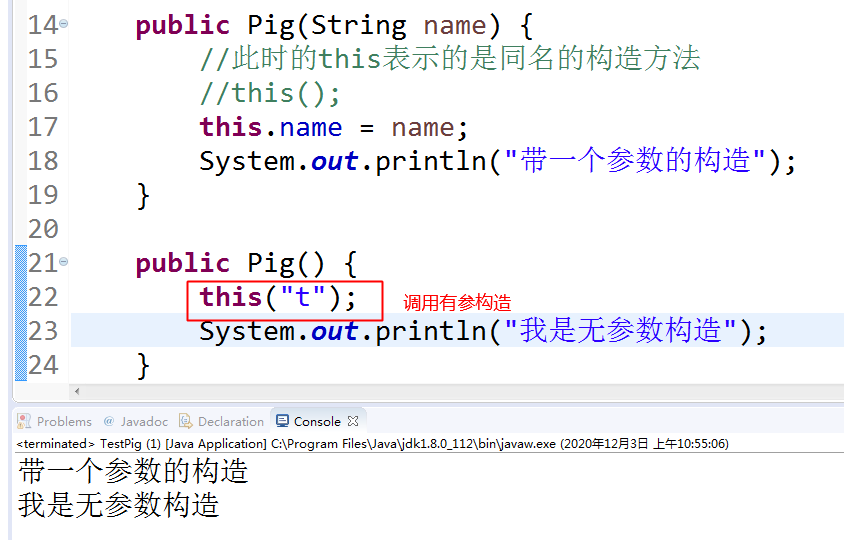 14 public Pig(String name) {
15 //此时的this表示的是同名的构造方法
16 //this();
17 this.name = name;
18 System.out.println("带一个参数的构造");
19 }
20
21 public Pig() {
22 this("t"); 调用有参构造
23 System.out.println("我是无参数构造");
24 }
Problems @ Javadoc Declaration Console
<terminated> TestPig (1) [Java Application] C:\Program Files\Java\jdk1.8.0_112\bin\javaw.exe (2020年12月3日 上午10:55:06)
带一个参数的构造
我是无参数构造